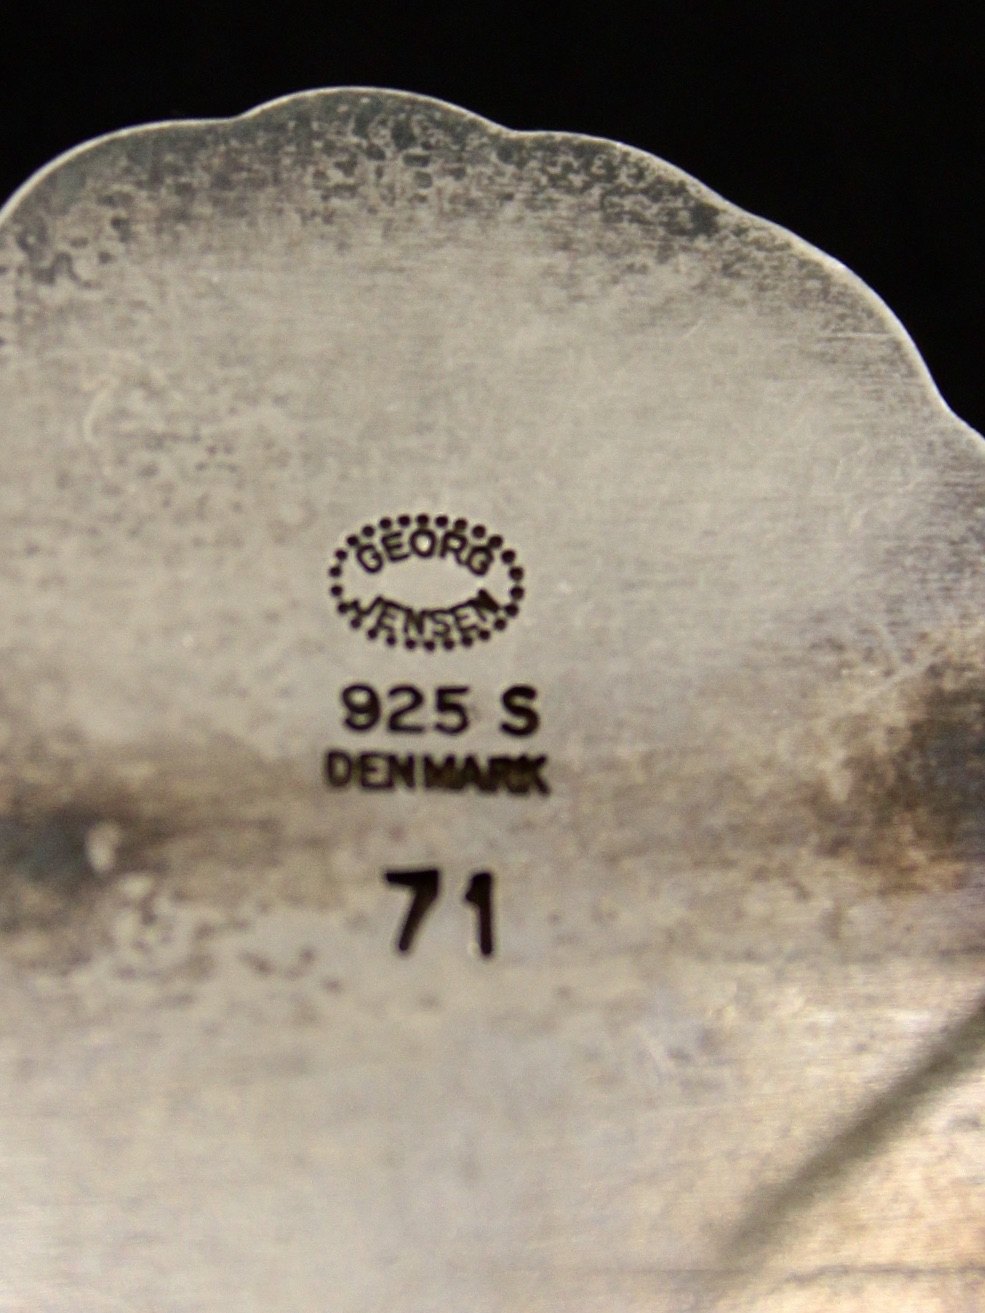 GEORG
JENSEN
925 S
DENMARK
71